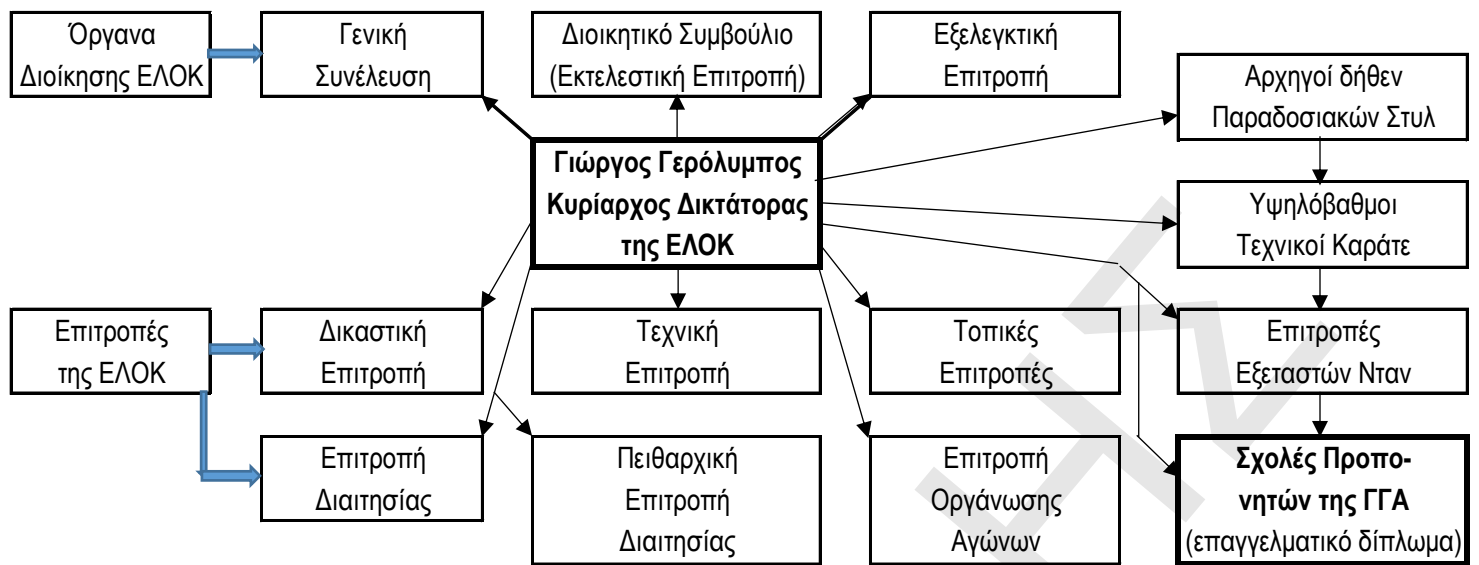 Όργανα
Διοίκησης ΕΛΟΚ
Γενική
Συνέλευση
Διοικητικό Συμβούλιο
(Εκτελεστική Επιτροπή)
Εξελεγκτική
Επιτροπή
Αρχηγοί δήθεν
Παραδοσιακών Στυλ
Γιώργος Γερόλυμπος
Κυρίαρχος Δικτάτορας
της ΕΛΟΚ
Υψηλόβαθμοι
Τεχνικοί Καράτε
Επιτροπές
της ΕΛΟΚ
Δικαστική
Επιτροπή
Τεχνική
Επιτροπή
Τοπικές
Επιτροπές
Επιτροπές
Εξεταστών Νταν
Επιτροπή
Διαιτησίας
Πειθαρχική
Επιτροπή
Διαιτησίας
Επιτροπή
Οργάνωσης
Αγώνων
Σχολές Προπο-
νητών της ΓΓΑ
(επαγγελματικό δίπλωμα)